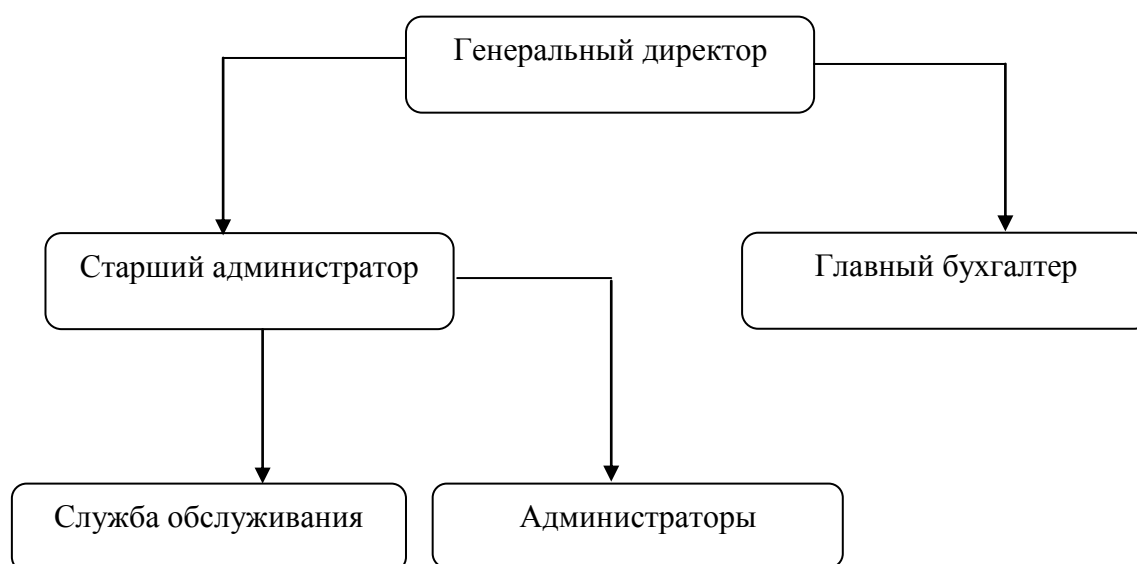 Генеральный директор
Старший администратор
Главный бухгалтер
Служба обслуживания
Администраторы